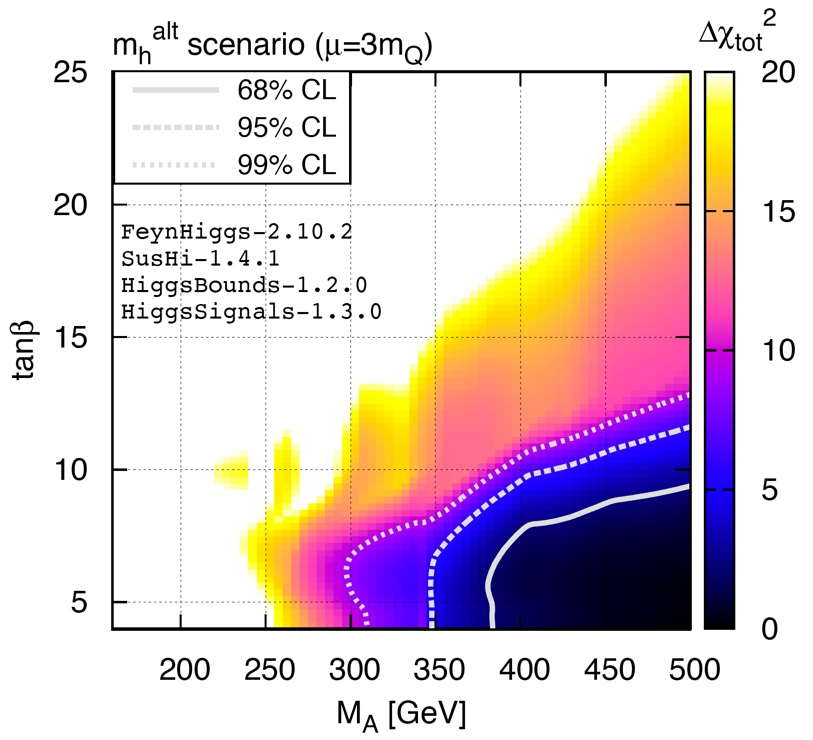 m_h^alt scenario (μ=3m_Q)
Δχ_tot^2
68% CL
95% CL
99% CL
FeynHiggs-2.10.2
SusHi-1.4.1
HiggsBounds-1.2.0
HiggsSignals-1.3.0
tanβ
25
20
15
10
5
200 250 300 350 400 450 500
M_A [GeV]
20
15
10
5
0